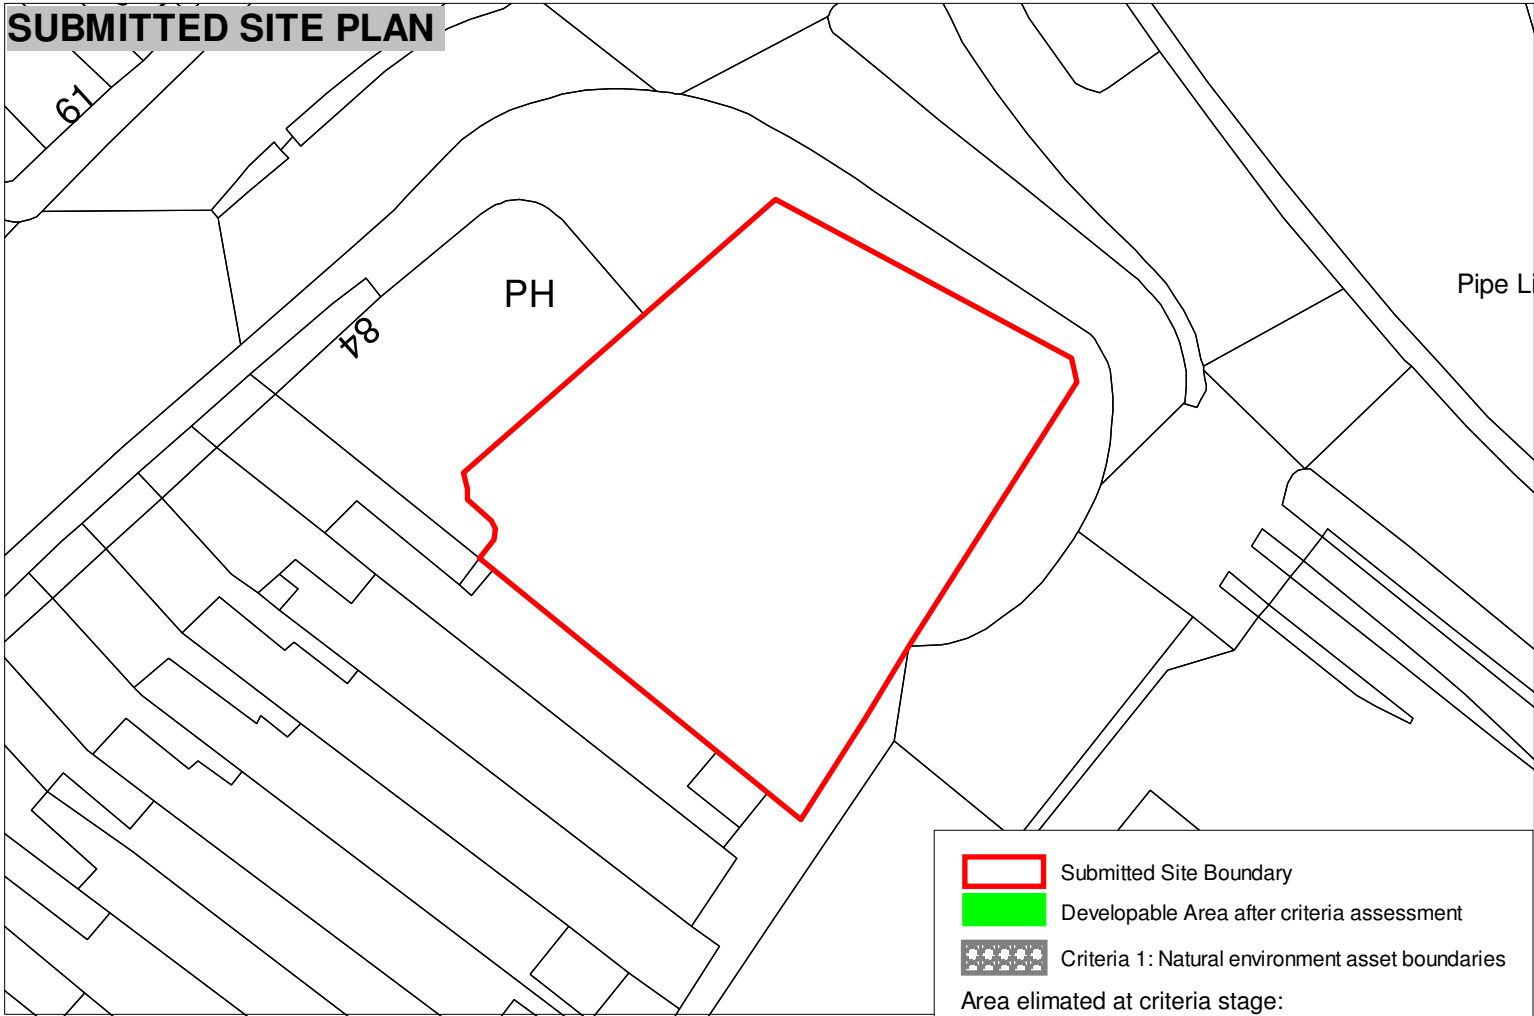 SUBMITTED SITE PLAN
61
PH
84
Pipe Li
Submitted Site Boundary
Developable Area after criteria assessment
Criteria 1: Natural environment asset boundaries
Area elimated at criteria stage: